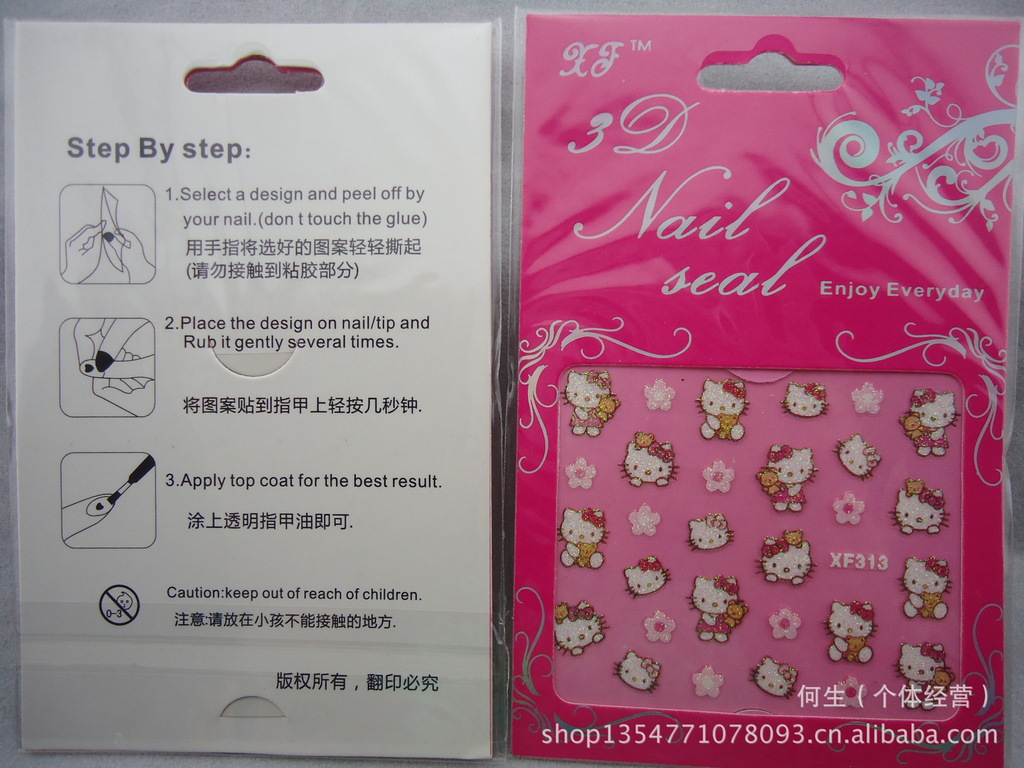 Step By step:
1.Select a design and peel off by
your nail.(don t touch the glue)
用手指将选好的图案轻轻撕起
(请勿接触到粘胶部分)
2.Place the design on nail/tip and
Rub it gently several times.
将图案贴到指甲上轻按几秒钟.
3.Apply top coat for the best result.
涂上透明指甲油即可.
0-3
Caution:keep out of reach of children.
注意:请放在小孩不能接触的地方.
版权所有，翻印必究
XF™
3D
Nail
seal
Enjoy Everyday
XF313
何生（个体经营）
shop1354771078093.cn.alibaba.com